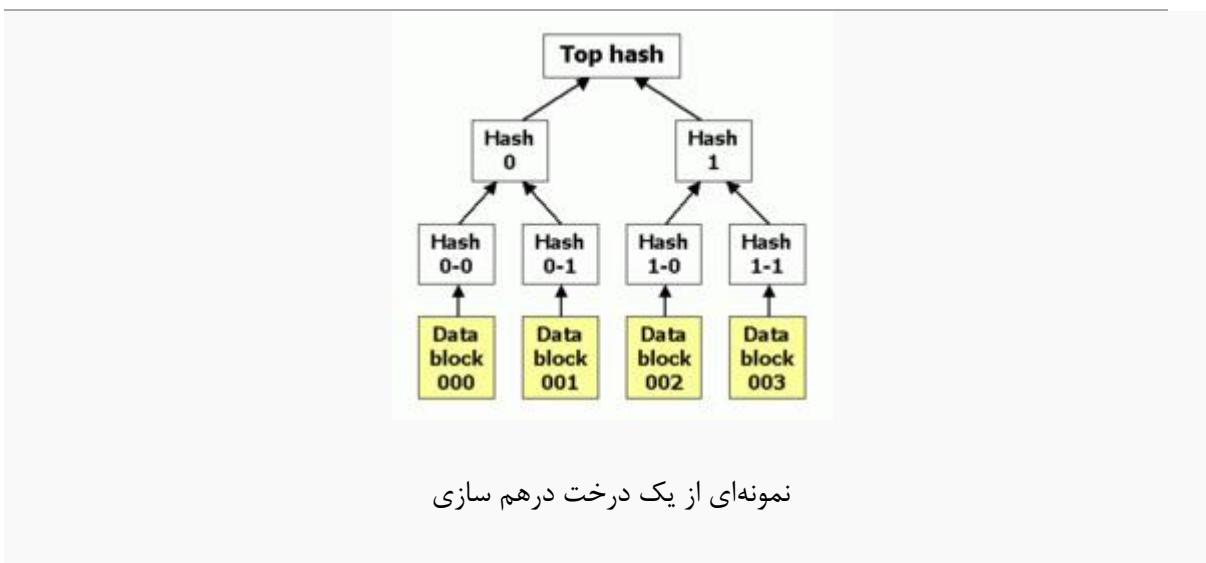 Top hash
Hash
0
Hash
1
Hash
0-0
Hash
0-1
Hash
1-0
Hash
1-1
Data
block
000
Data
block
001
Data
block
002
Data
block
003
نمونه‌ای از یک درخت درهم سازی